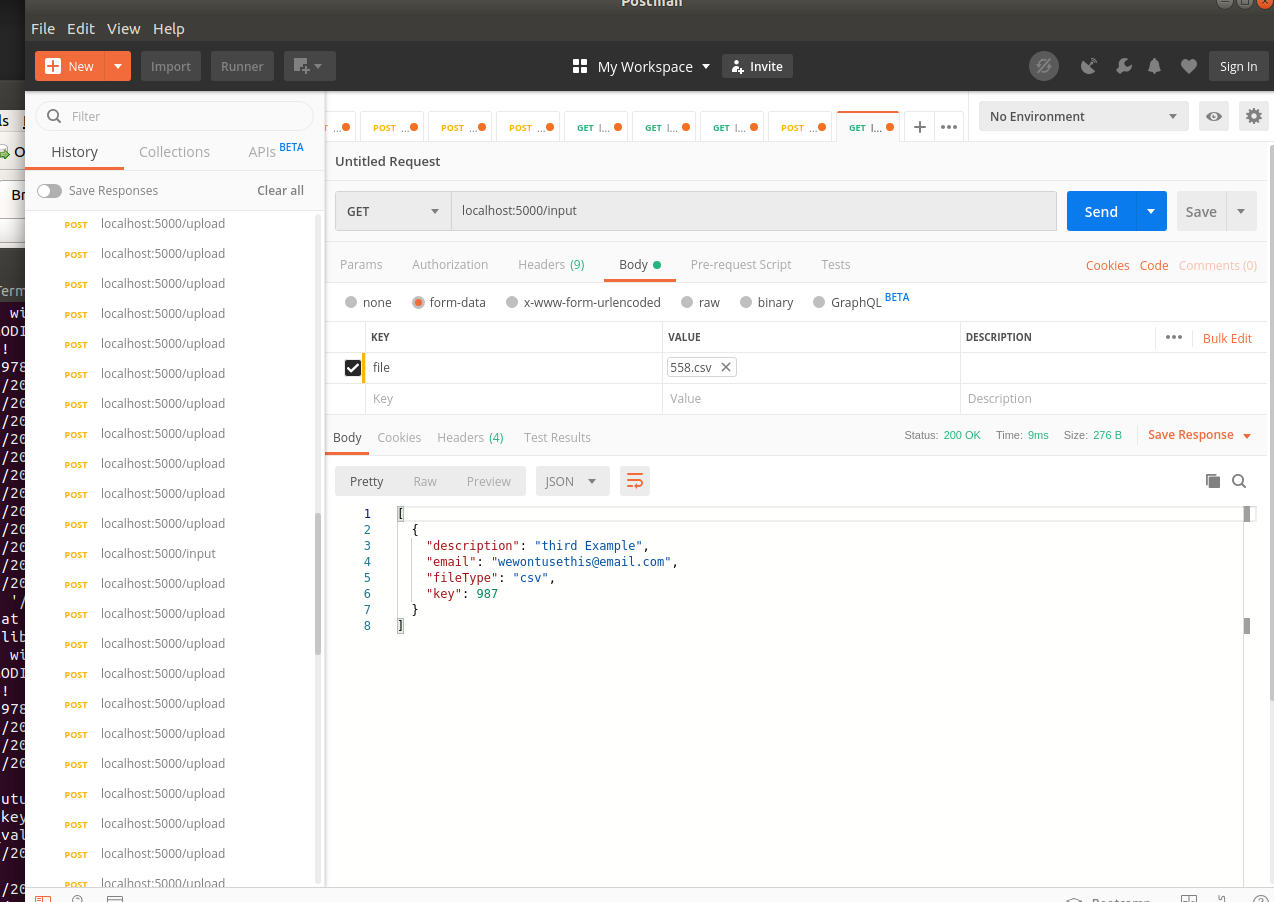 Postman
File Edit View Help
New Import Runner My Workspace Invite Sign In
Filter
History Collections APIs BETA
Save Responses Clear all
POST localhost:5000/upload
POST localhost:5000/upload
POST localhost:5000/upload
POST localhost:5000/upload
POST localhost:5000/upload
POST localhost:5000/upload
POST localhost:5000/upload
POST localhost:5000/upload
POST localhost:5000/upload
POST localhost:5000/upload
POST localhost:5000/upload
POST localhost:5000/input
POST localhost:5000/upload
POST localhost:5000/upload
POST localhost:5000/upload
POST localhost:5000/upload
POST localhost:5000/upload
POST localhost:5000/upload
POST localhost:5000/upload
POST localhost:5000/upload
POST localhost:5000/upload
POST localhost:5000/upload
POST localhost:5000/upload
T ... POST ... POST ... POST ... GET l... GET l... GET l... POST ... GET l... No Environment
Untitled Request
GET localhost:5000/input Send Save
Params Authorization Headers (9) Body Pre-request Script Tests Cookies Code Comments (0)
none form-data x-www-form-urlencoded raw binary GraphQL BETA
KEY VALUE DESCRIPTION ••• Bulk Edit
file 558.csv
Key Value Description
Body Cookies Headers (4) Test Results Status: 200 OK Time: 9ms Size: 276 B Save Response
Pretty Raw Preview JSON
1 [
2 {
3 "description": "third Example",
4 "email": "wewontusethis@email.com",
5 "fileType": "csv",
6 "key": 987
7 }
8 ]